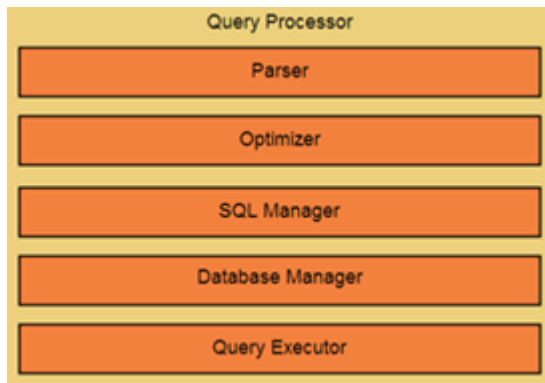 Query Processor
Parser
Optimizer
SQL Manager
Database Manager
Query Executor